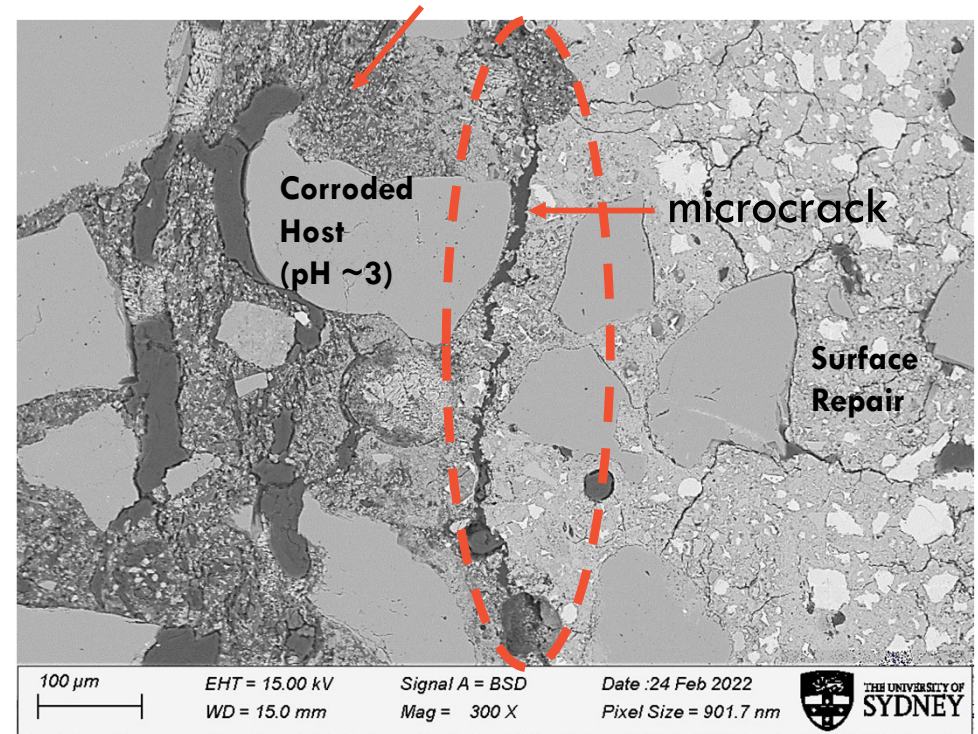 Corroded
Host
(pH ~3)
microcrack
Surface
Repair
100 µm
EHT = 15.00 kV
Signal A = BSD
Date :24 Feb 2022
WD = 15.0 mm
Mag = 300 X
Pixel Size = 901.7 nm
THE UNIVERSITY OF
SYDNEY